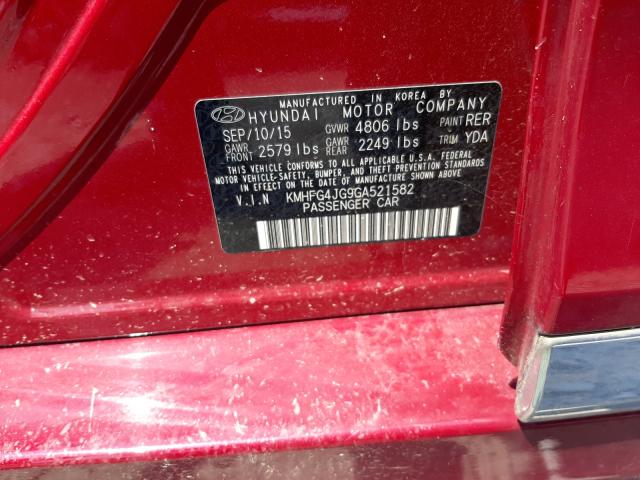 MANUFACTURED IN KOREA BY
HYUNDAI MOTOR COMPANY
SEP/10/15 GVWR 4806 lbs PAINT RER
GAWR FRONT 2579 lbs GAWR REAR 2249 lbs TRIM YDA
THIS VEHICLE CONFORMS TO ALL APPLICABLE U.S.A. FEDERAL
MOTOR VEHICLE-SAFETY, BUMPER, AND THEFT PREVENTION STANDARDS
IN EFFECT ON THE DATE OF MANUFACTURE SHOWN ABOVE.
V.I.N KMHFG4JG9GA521582
PASSENGER CAR